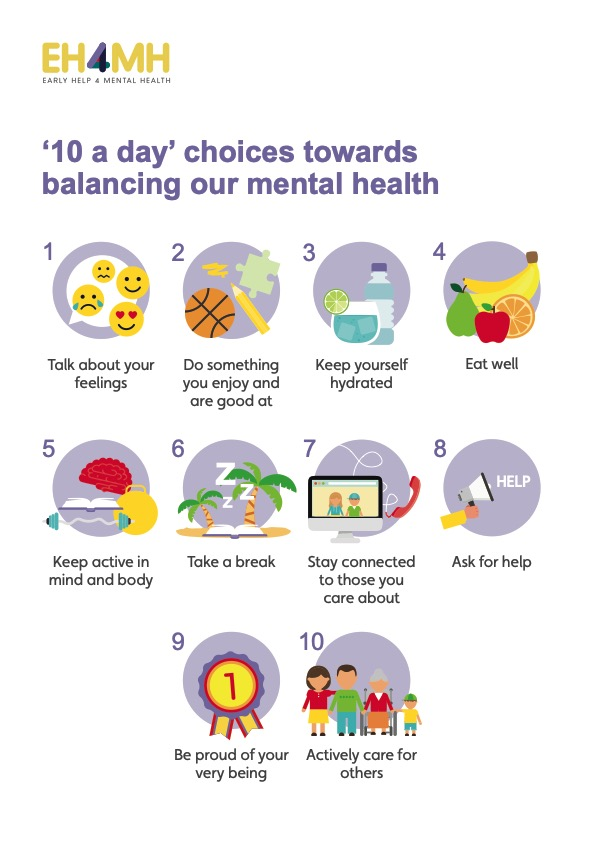 EH4MH
EARLY HELP 4 MENTAL HEALTH
‘10 a day’ choices towards
balancing our mental health
1
Talk about your
feelings
2
Do something
you enjoy and
are good at
3
Keep yourself
hydrated
4
Eat well
5
Keep active in
mind and body
6
Z
Z
Z
Take a break
7
Stay connected
to those you
care about
8
HELP
Ask for help
9
1
Be proud of your
very being
10
Actively care for
others